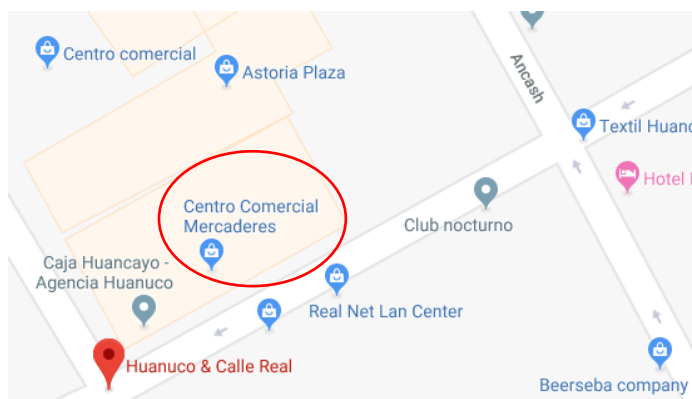 Centro comercial
Astoria Plaza
Ancash
Textil Huanc
Hotel
Centro Comercial
Mercaderes
Club nocturno
Caja Huancayo -
Agencia Huanuco
Real Net Lan Center
Huanuco & Calle Real
Beerseba company